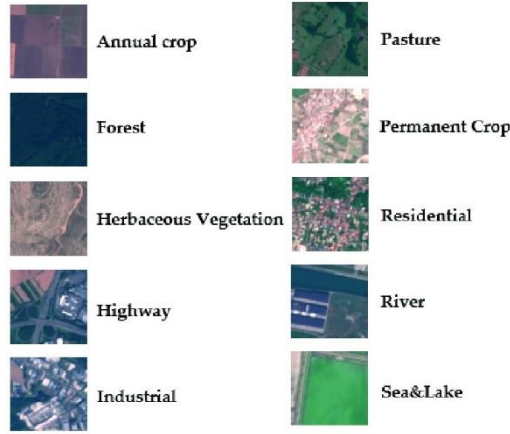 Annual crop
Pasture
Forest
Permanent Crop
Herbaceous Vegetation
Residential
Highway
River
Industrial
Sea&Lake